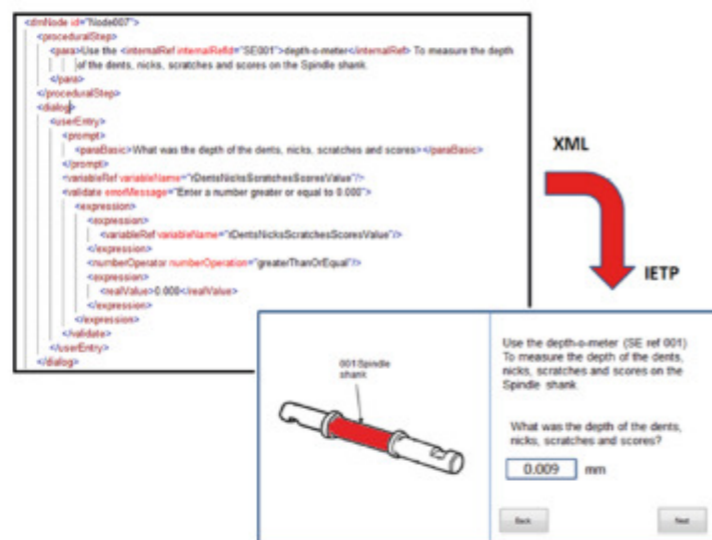 <dmNode id="Node007">
<proceduralStep>
<para>Use the <internalRef internalRefId="SE001">depth-o-meter</internalRef> To measure the depth
of the dents, nicks, scratches and scores on the Spindle shank.
</para>
</proceduralStep>
<dialog>
<userEntry>
<prompt>
<paraBasic>What was the depth of the dents, nicks, scratches and scores></paraBasic>
</prompt>
<variableRef variableName="rDentsNicksScratchesScoresValue"/>
<validate errorMessage="Enter a number greater or equal to 0.000">
<expression>
<expression>
<variableRef variableName="rDentsNicksScratchesScoresValue"/>
</expression>
<numberOperator numberOperation="greaterThanOrEqual"/>
<expression>
<realValue>0.000</realValue>
</expression>
</expression>
</validate>
</userEntry>
</dialog>
XML
IETP
001 Spindle
shank
Use the depth-o-meter (SE ref 001)
To measure the depth of the dents,
nicks, scratches and scores on the
Spindle shank.
What was the depth of the dents,
nicks, scratches and scores?
0.009 mm
Back
Next